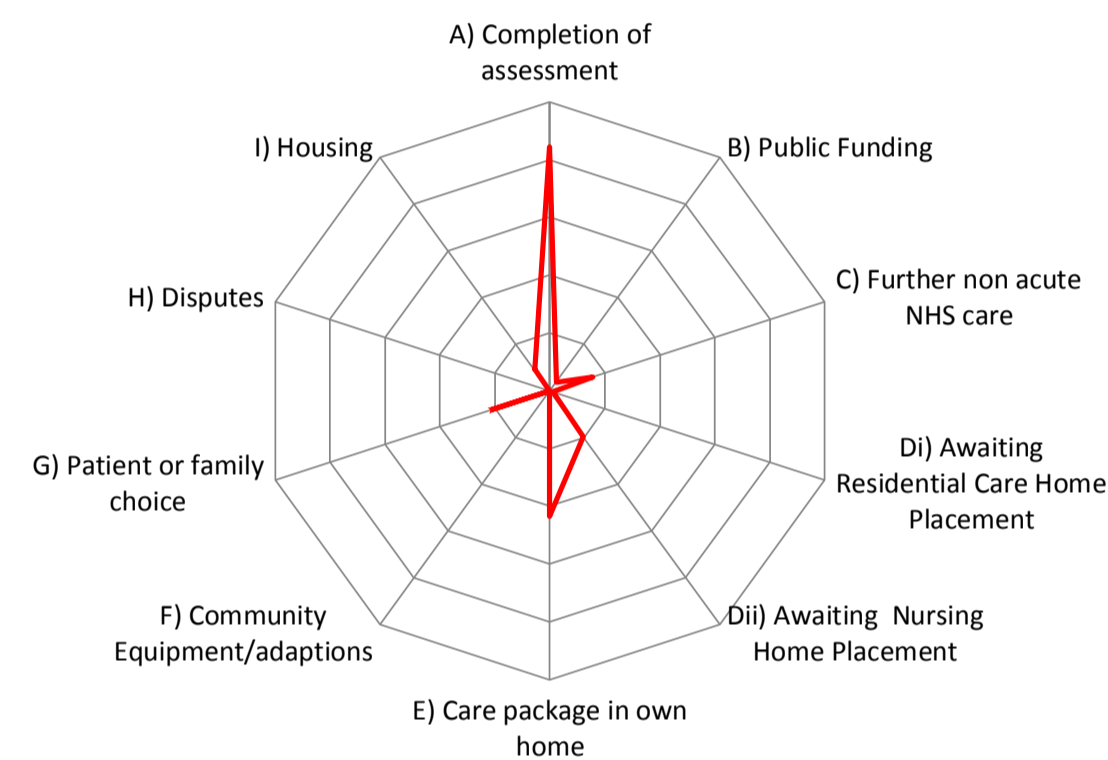 A) Completion of
assessment
B) Public Funding
C) Further non acute
NHS care
Di) Awaiting
Residential Care Home
Placement
Dii) Awaiting  Nursing
Home Placement
E) Care package in own
home
F) Community
Equipment/adaptions
G) Patient or family
choice
H) Disputes
I) Housing